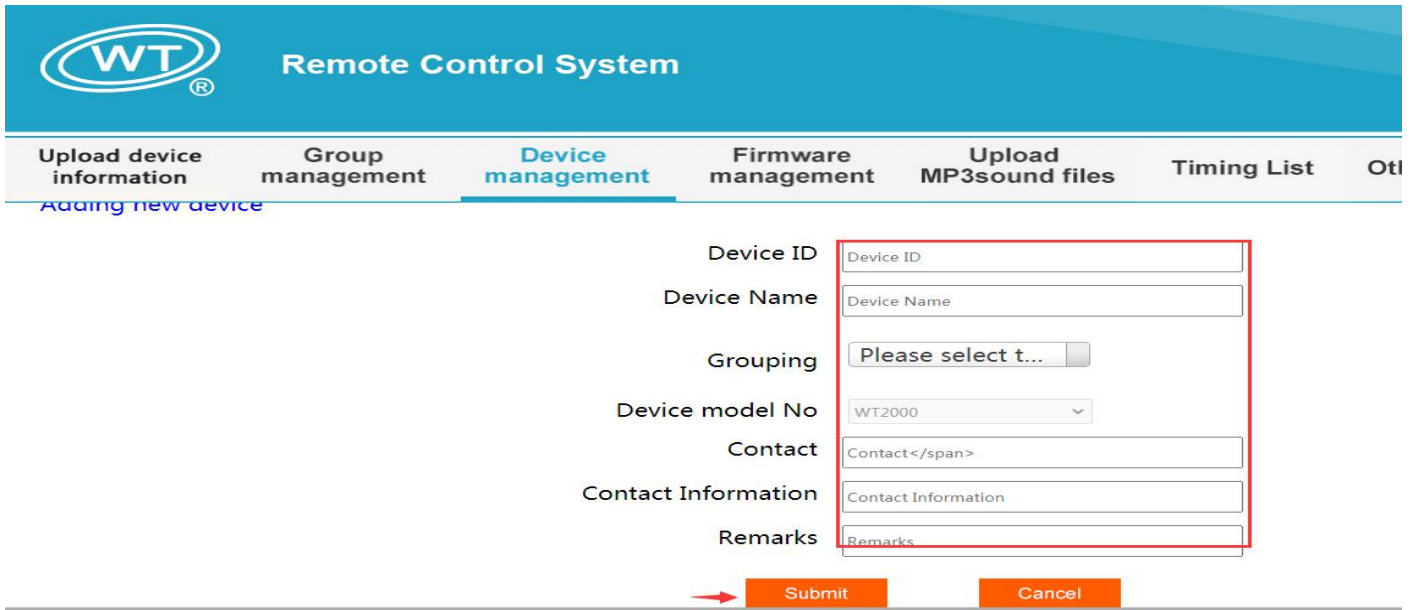 WT
®
Remote Control System
Upload device information
Group management
Device management
Firmware management
Upload MP3sound files
Timing List
Adding new device
Device ID
Device ID
Device Name
Device Name
Grouping
Please select t...
Device model No
WT2000
Contact
Contact</span>
Contact Information
Contact Information
Remarks
Remarks
Submit
Cancel